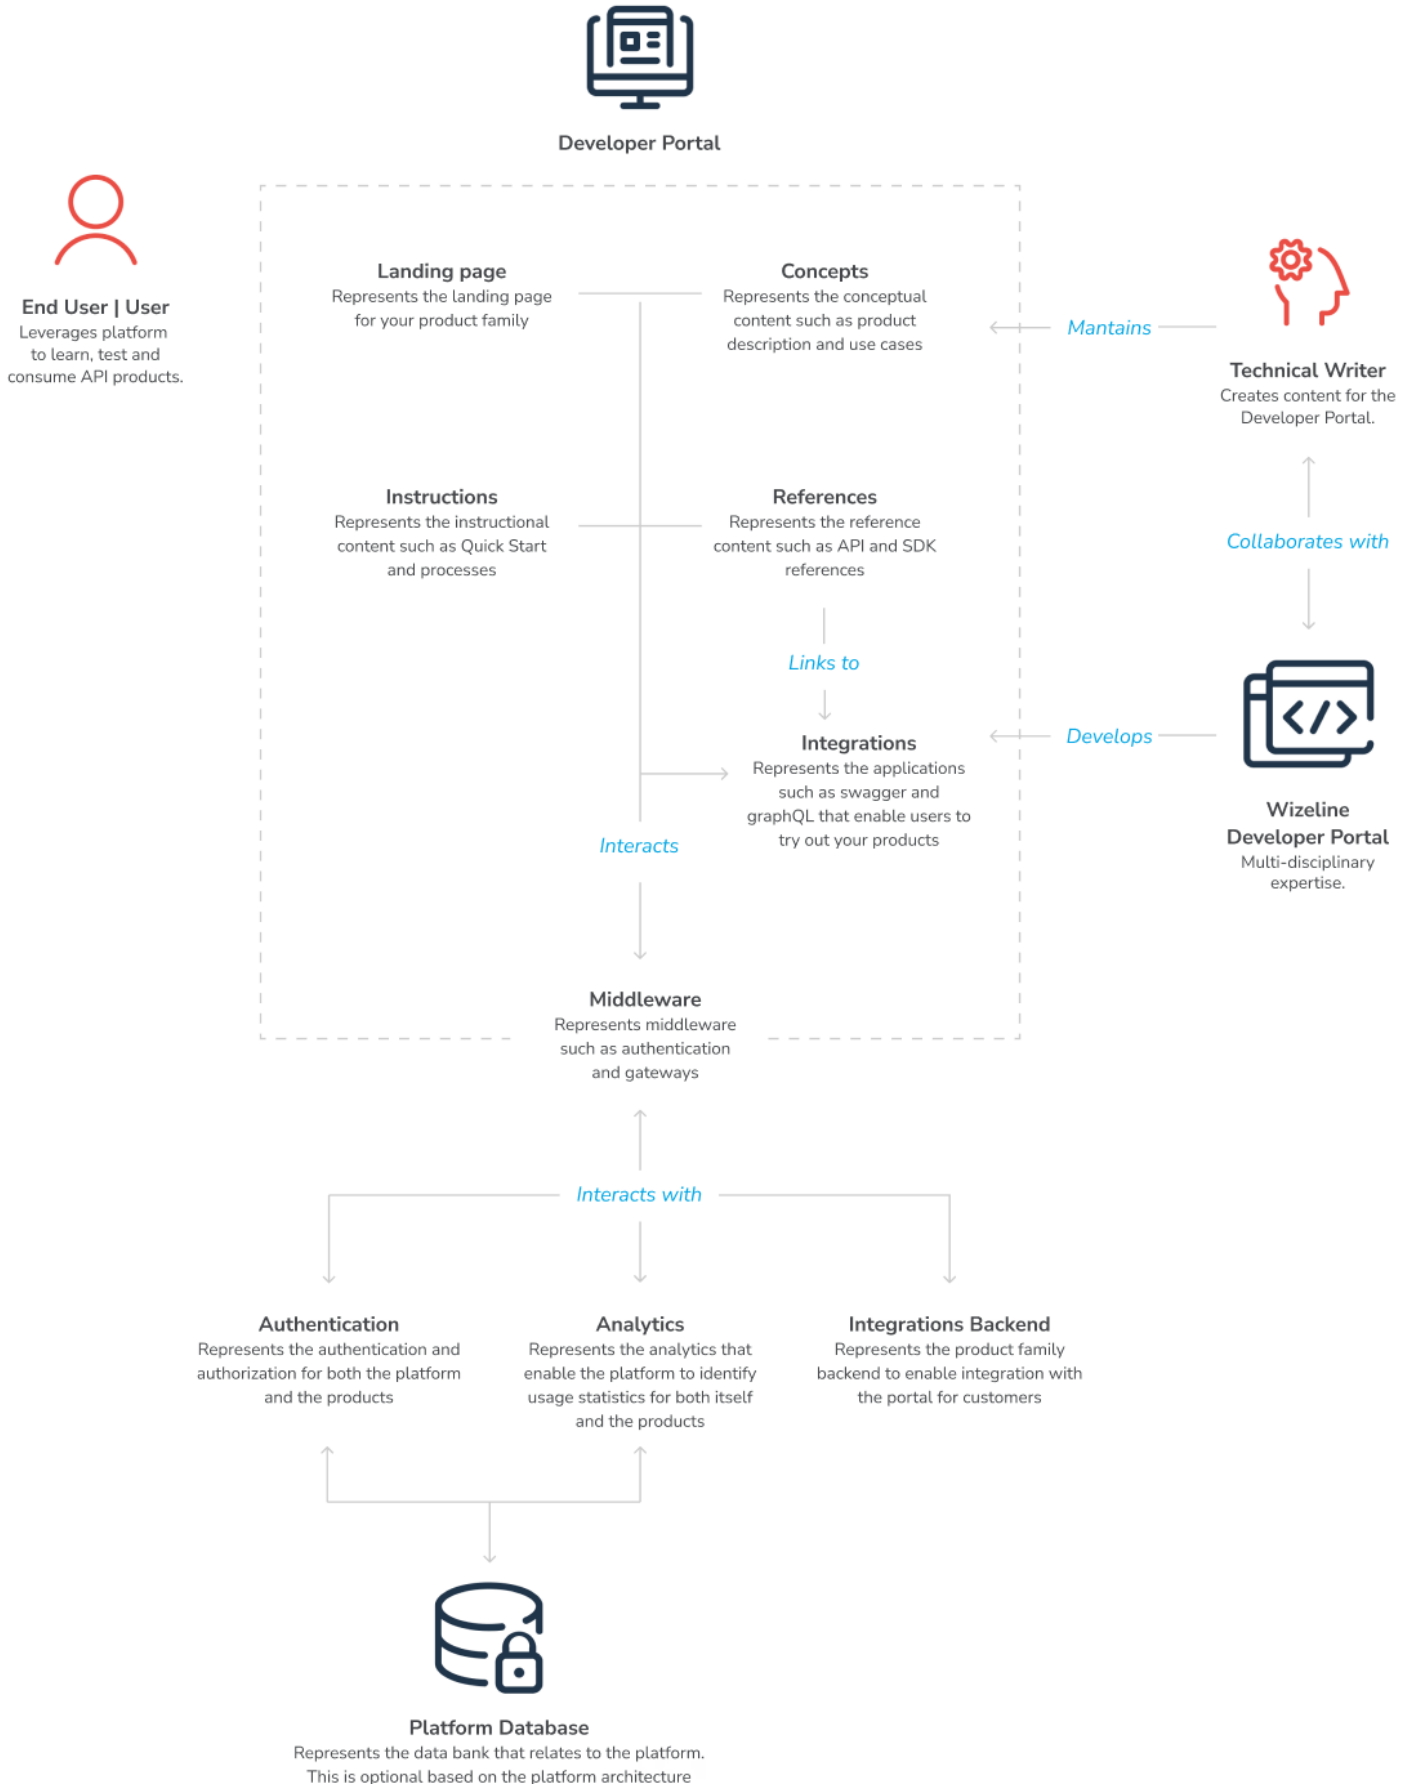 Developer Portal
End User | User
Leverages platform
to learn, test and
consume API products.
Landing page
Represents the landing page
for your product family
Concepts
Represents the conceptual
content such as product
description and use cases
Mantains
Technical Writer
Creates content for the
Developer Portal.
Instructions
Represents the instructional
content such as Quick Start
and processes
References
Represents the reference
content such as API and SDK
references
Collaborates with
Links to
Integrations
Represents the applications
such as swagger and
graphQL that enable users to
try out your products
Develops
Wizeline
Developer Portal
Multi-disciplinary
expertise.
Interacts
Middleware
Represents middleware
such as authentication
and gateways
Interacts with
Authentication
Represents the authentication and
authorization for both the platform
and the products
Analytics
Represents the analytics that
enable the platform to identify
usage statistics for both itself
and the products
Integrations Backend
Represents the product family
backend to enable integration with
the portal for customers
Platform Database
Represents the data bank that relates to the platform.
This is optional based on the platform architecture